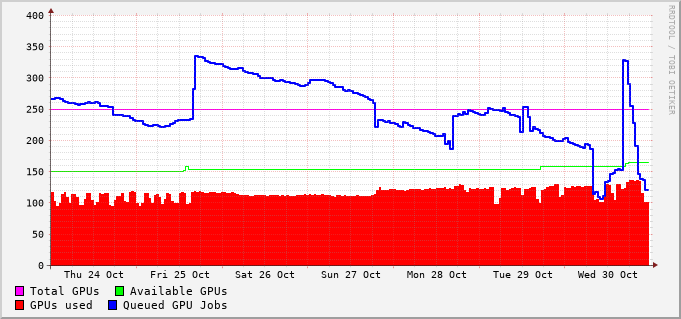 400
350
300
250
200
150
100
50
0
Thu 24 Oct Fri 25 Oct Sat 26 Oct Sun 27 Oct Mon 28 Oct Tue 29 Oct Wed 30 Oct
Total GPUs Available GPUs
GPUs used Queued GPU Jobs
RRDTOOL / TOBI OETIKER